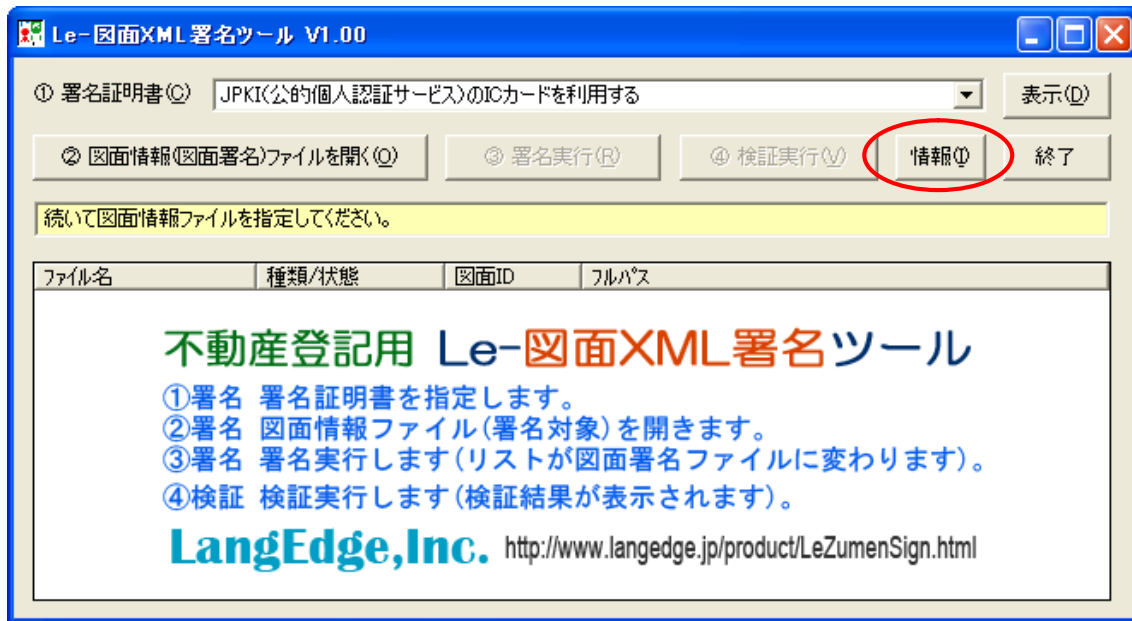 Le-図面XML署名ツール V1.00
① 署名証明書(C) JPKI(公的個人認証サービス)のICカードを利用する 表示(D)
② 図面情報(図面署名)ファイルを開く(O) ③ 署名実行(R) ④ 検証実行(V) 情報(I) 終了
続いて図面情報ファイルを指定してください。
ファイル名 種類/状態 図面ID フルパス
不動産登記用 Le-図面XML署名ツール
①署名 署名証明書を指定します。
②署名 図面情報ファイル(署名対象)を開きます。
③署名 署名実行します(リストが図面署名ファイルに変わります)。
④検証 検証実行します(検証結果が表示されます)。
LangEdge,Inc. http://www.langedge.jp/product/LeZumenSign.html